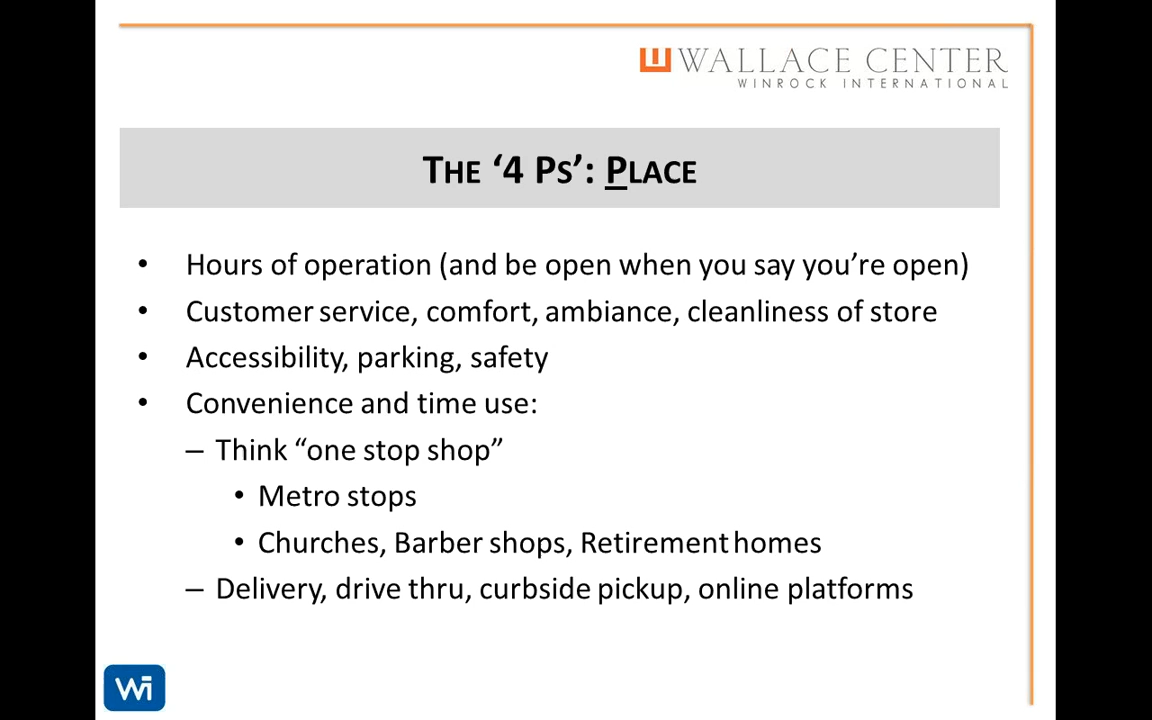 WALLACE CENTER
WINROCK INTERNATIONAL
THE ‘4 PS’: PLACE
• Hours of operation (and be open when you say you’re open)
• Customer service, comfort, ambiance, cleanliness of store
• Accessibility, parking, safety
• Convenience and time use:
– Think “one stop shop”
• Metro stops
• Churches, Barber shops, Retirement homes
– Delivery, drive thru, curbside pickup, online platforms
Wi